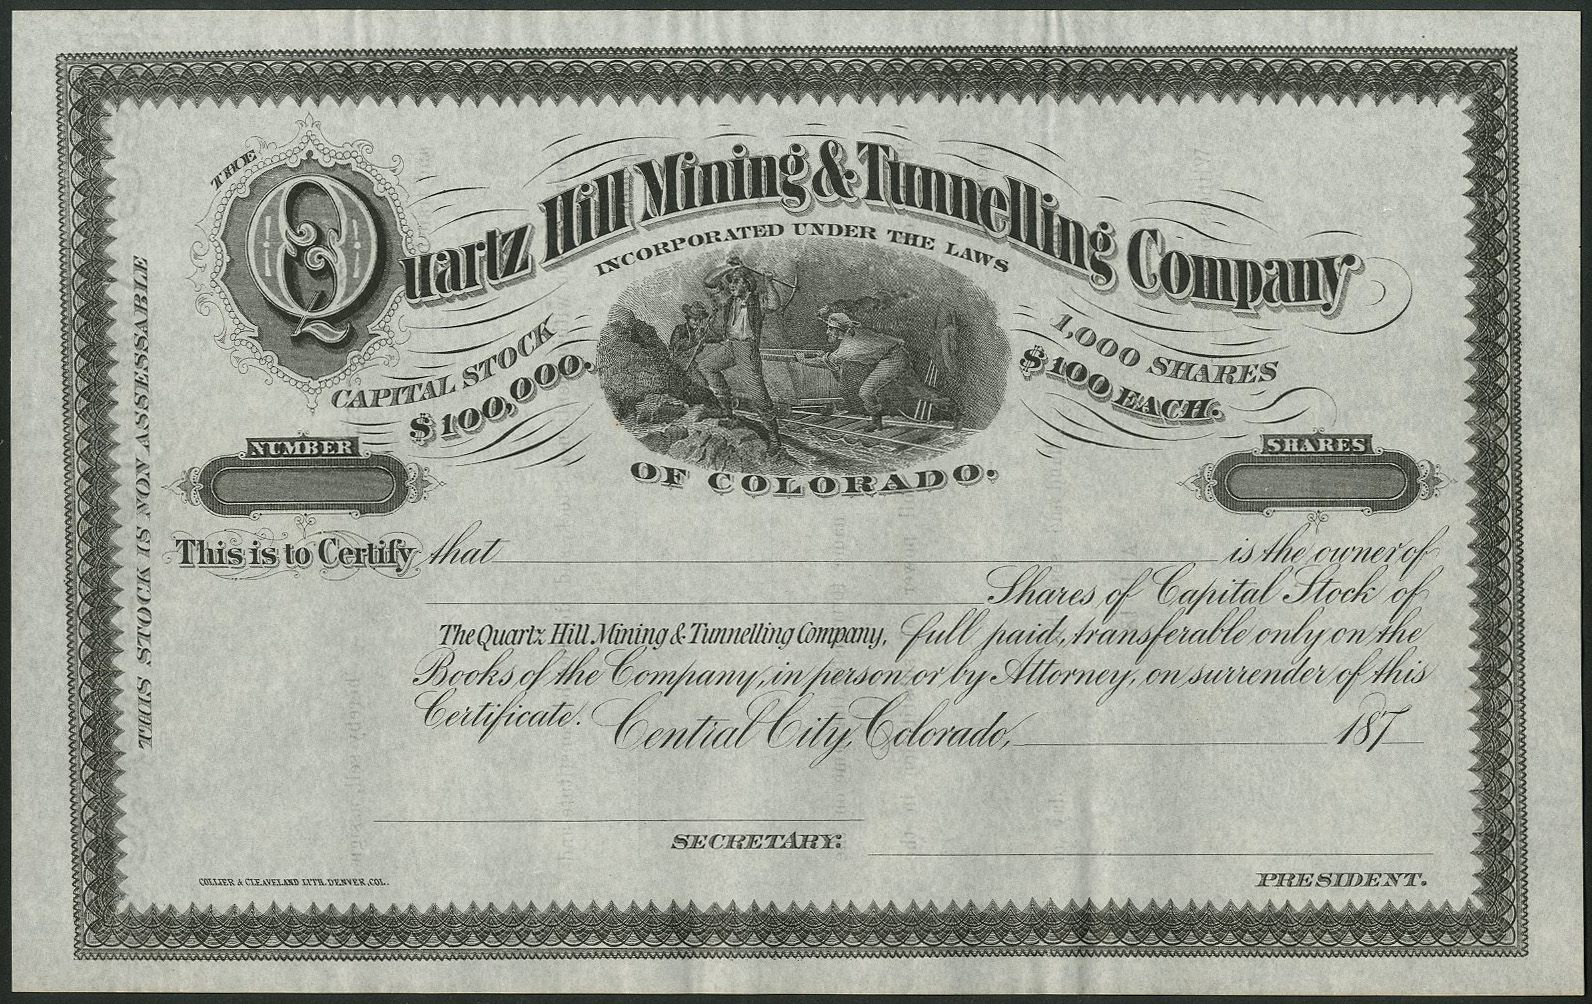 THE
Quartz Hill Mining & Tunnelling Company
INCORPORATED UNDER THE LAWS
CAPITAL STOCK
$100,000.
1,000 SHARES
$100 EACH.
OF COLORADO.
NUMBER
SHARES
THIS STOCK IS NON ASSESSABLE
This is to Certify that is the owner of
Shares of Capital Stock of
The Quartz Hill Mining & Tunnelling Company, full paid, transferable only on the
Books of the Company, in person or by Attorney, on surrender of this
Certificate. Central City, Colorado, 187
SECRETARY.
PRESIDENT.
COLLIER & CLEAVELAND LITH. DENVER, COL.